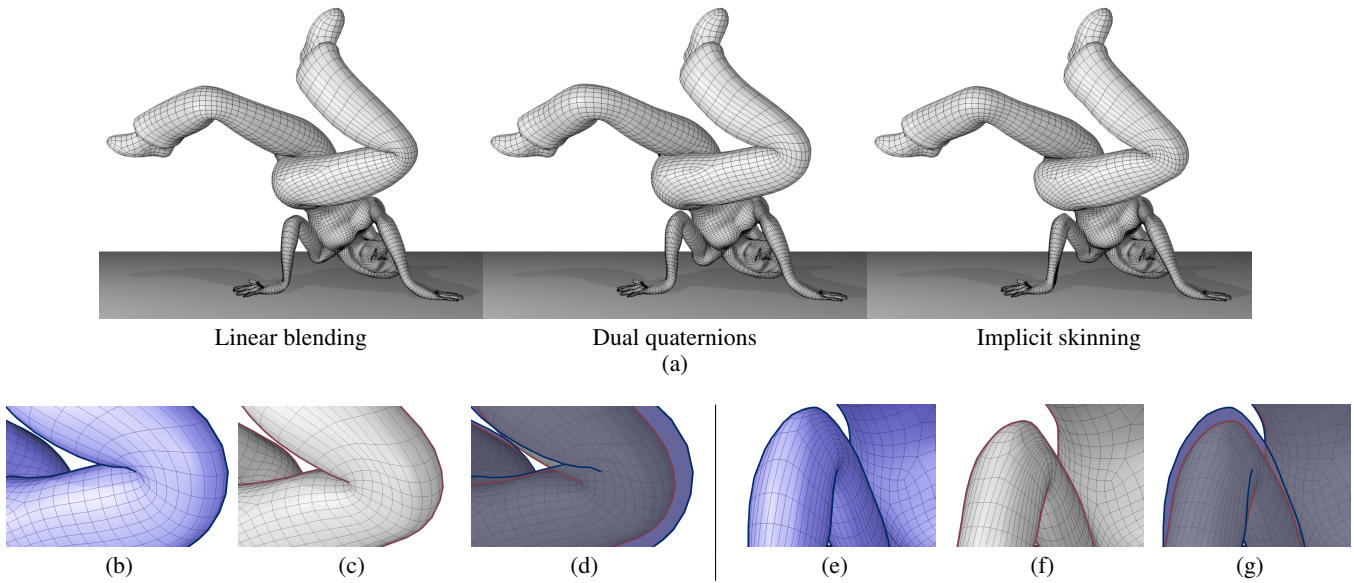 Linear blending
Dual quaternions
Implicit skinning
(a)
(b)
(c)
(d)
(e)
(f)
(g)